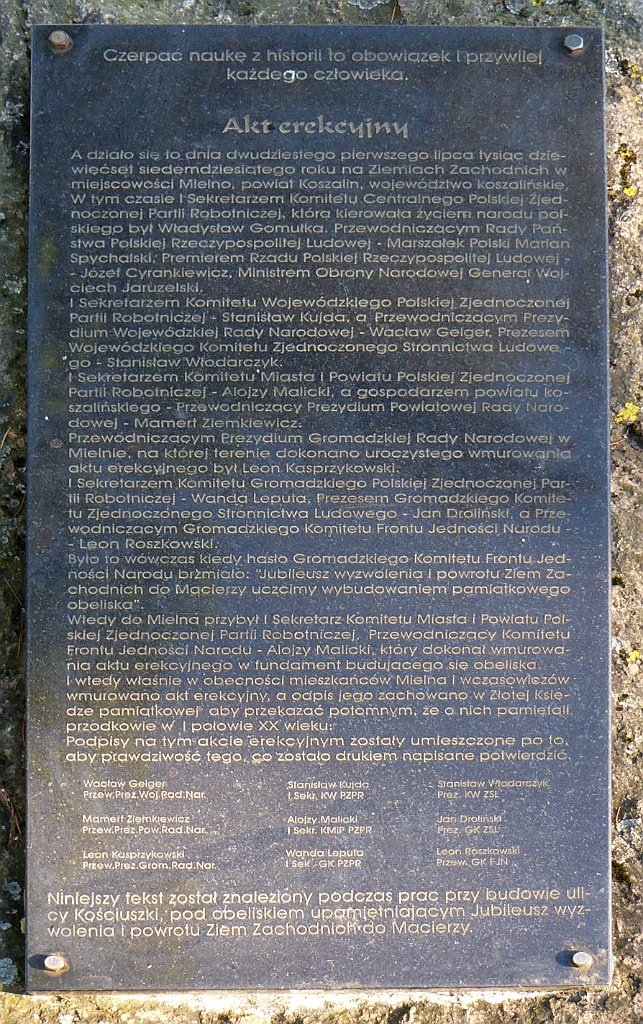 Czerpać naukę z historii to obowiązek i przywilej
każdego człowieka.
Akt erekcyjny
A działo się to dnia dwudziestego pierwszego lipca tysiąc dzie-
więćset siedemdziesiątego roku na Ziemiach Zachodnich w
miejscowości Mielno, powiat Koszalin, województwo koszalińskie.
W tym czasie I Sekretarzem Komitetu Centralnego Polskiej Zjed-
noczonej Partii Robotniczej, która kierowała życiem narodu pol-
skiego był Władysław Gomułka. Przewodniczącym Rady Pań-
stwa Polskiej Rzeczypospolitej Ludowej - Marszałek Polski Marian
Spychalski, Premierem Rządu Polskiej Rzeczypospolitej Ludowej -
- Józef Cyrankiewicz, Ministrem Obrony Narodowej Generał Woj-
ciech Jaruzelski.
I Sekretarzem Komitetu Wojewódzkiego Polskiej Zjednoczonej
Partii Robotniczej - Stanisław Kujda, a Przewodniczącym Prezy-
dium Wojewódzkiej Rady Narodowej - Wacław Geiger, Prezesem
Wojewódzkiego Komitetu Zjednoczonego Stronnictwa Ludowe -
go - Stanisław Włodarczyk.
I Sekretarzem Komitetu Miasta i Powiatu Polskiej Zjednoczonej
Partii Robotniczej - Alojzy Malicki, a gospodarzem powiatu ko-
szalińskiego - Przewodniczący Prezydium Powiatowej Rady Naro-
dowej - Mamert Ziemkiewicz.
Przewodniczącym Prezydium Gromadzkiej Rady Narodowej w
Mielnie, na której terenie dokonano uroczystego wmurowania
aktu erekcyjnego był Leon Kasprzykowski.
I Sekretarzem Komitetu Gromadzkiego Polskiej Zjednoczonej Par-
tii Robotniczej - Wanda Leputa, Prezesem Gromadzkiego Komite-
tu Zjednoczonego Stronnictwa Ludowego - Jan Droliński, a Prze-
wodniczącym Gromadzkiego Komitetu Frontu Jedności Narodu -
- Leon Roszkowski.
Było to wówczas kiedy hasło Gromadzkiego Komitetu Frontu Jed-
ności Narodu brzmiało: "Jubileusz wyzwolenia i powrotu Ziem Za-
chodnich do Macierzy uczcimy wybudowaniem pamiątkowego
obeliska".
Wtedy do Mielna przybył I Sekretarz Komitetu Miasta i Powiatu Pol-
skiej Zjednoczonej Partii Robotniczej, Przewodniczący Komitetu
Frontu Jedności Narodu - Alojzy Malicki, który dokonał wmurowa-
nia aktu erekcyjnego w fundament budującego się obeliska.
I wtedy właśnie w obecności mieszkańców Mielna i wczasowiczów
wmurowano akt erekcyjny, a odpis jego zachowano w Złotej Księ-
dze pamiątkowej aby przekazać potomnym, że o nich pamiętali
przodkowie w I połowie XX wieku.
Podpisy na tym akcie erekcyjnym zostały umieszczone po to,
aby prawdziwość tego, co zostało drukiem napisane potwierdzić.
Wacław Geiger Stanisław Kujda Stanisław Włodarczyk
Przew.Prez.Woj.Rad.Nar. I Sekr. KW PZPR Prez. KW ZSL
Mamert Ziemkiewicz Alojzy Malicki Jan Droliński
Przew.Prez.Pow.Rad.Nar. I Sekr. KMiP PZPR Prez. GK ZSL
Leon Kasprzykowski Wanda Leputa Leon Roszkowski
Przew.Prez.Grom.Rad.Nar. I Sek. GK PZPR Przew. GK FJN
Niniejszy tekst został znaleziony podczas prac przy budowie uli-
cy Kościuszki, pod obeliskiem upamiętniającym Jubileusz wyz-
wolenia i powrotu Ziem Zachodnich do Macierzy.